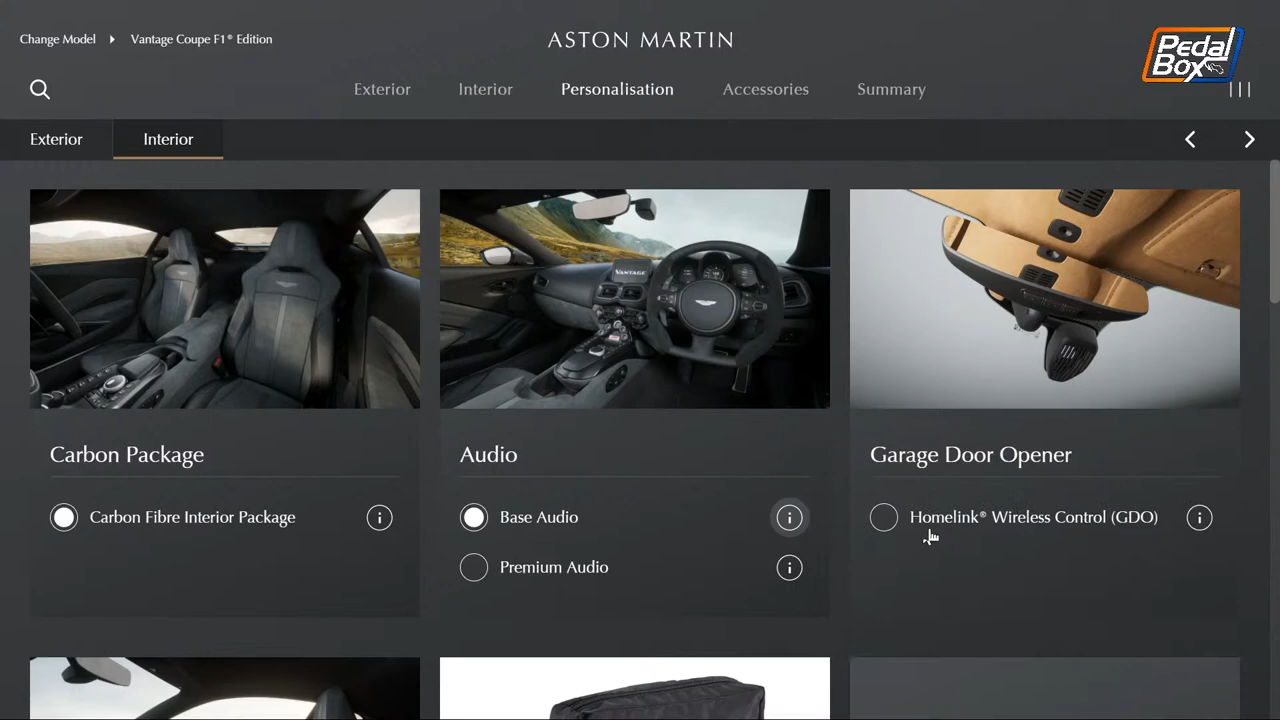 Change Model
Vantage Coupe F1® Edition
ASTON MARTIN
Pedal
Box
Exterior
Interior
Personalisation
Accessories
Summary
Exterior
Interior
VANTAGE
Carbon Package
Carbon Fibre Interior Package
Audio
Base Audio
Premium Audio
Garage Door Opener
Homelink® Wireless Control (GDO)